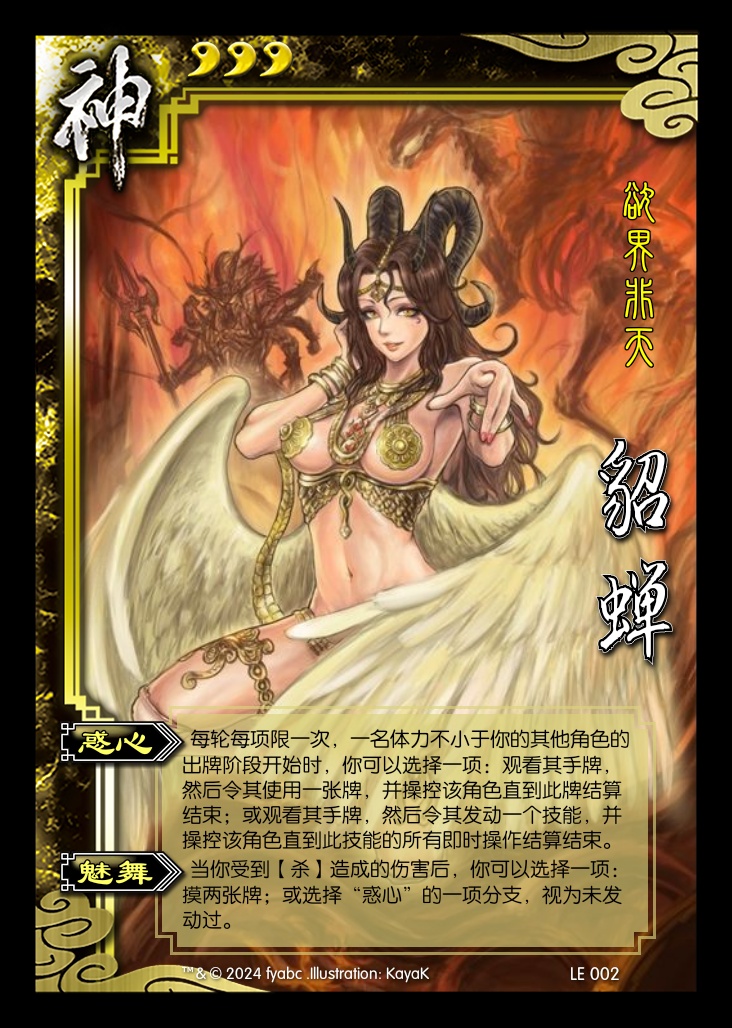 神
欲界非天
貂蝉
惑心
每轮每项限一次，一名体力不小于你的其他角色的
出牌阶段开始时，你可以选择一项：观看其手牌，
然后令其使用一张牌，并操控该角色直到此牌结算
结束；或观看其手牌，然后令其发动一个技能，并
操控该角色直到此技能的所有即时操作结算结束。
魅舞
当你受到【杀】造成的伤害后，你可以选择一项：
摸两张牌；或选择“惑心”的一项分支，视为未发
动过。
™& © 2024 fyabc .Illustration: KayaK
LE 002